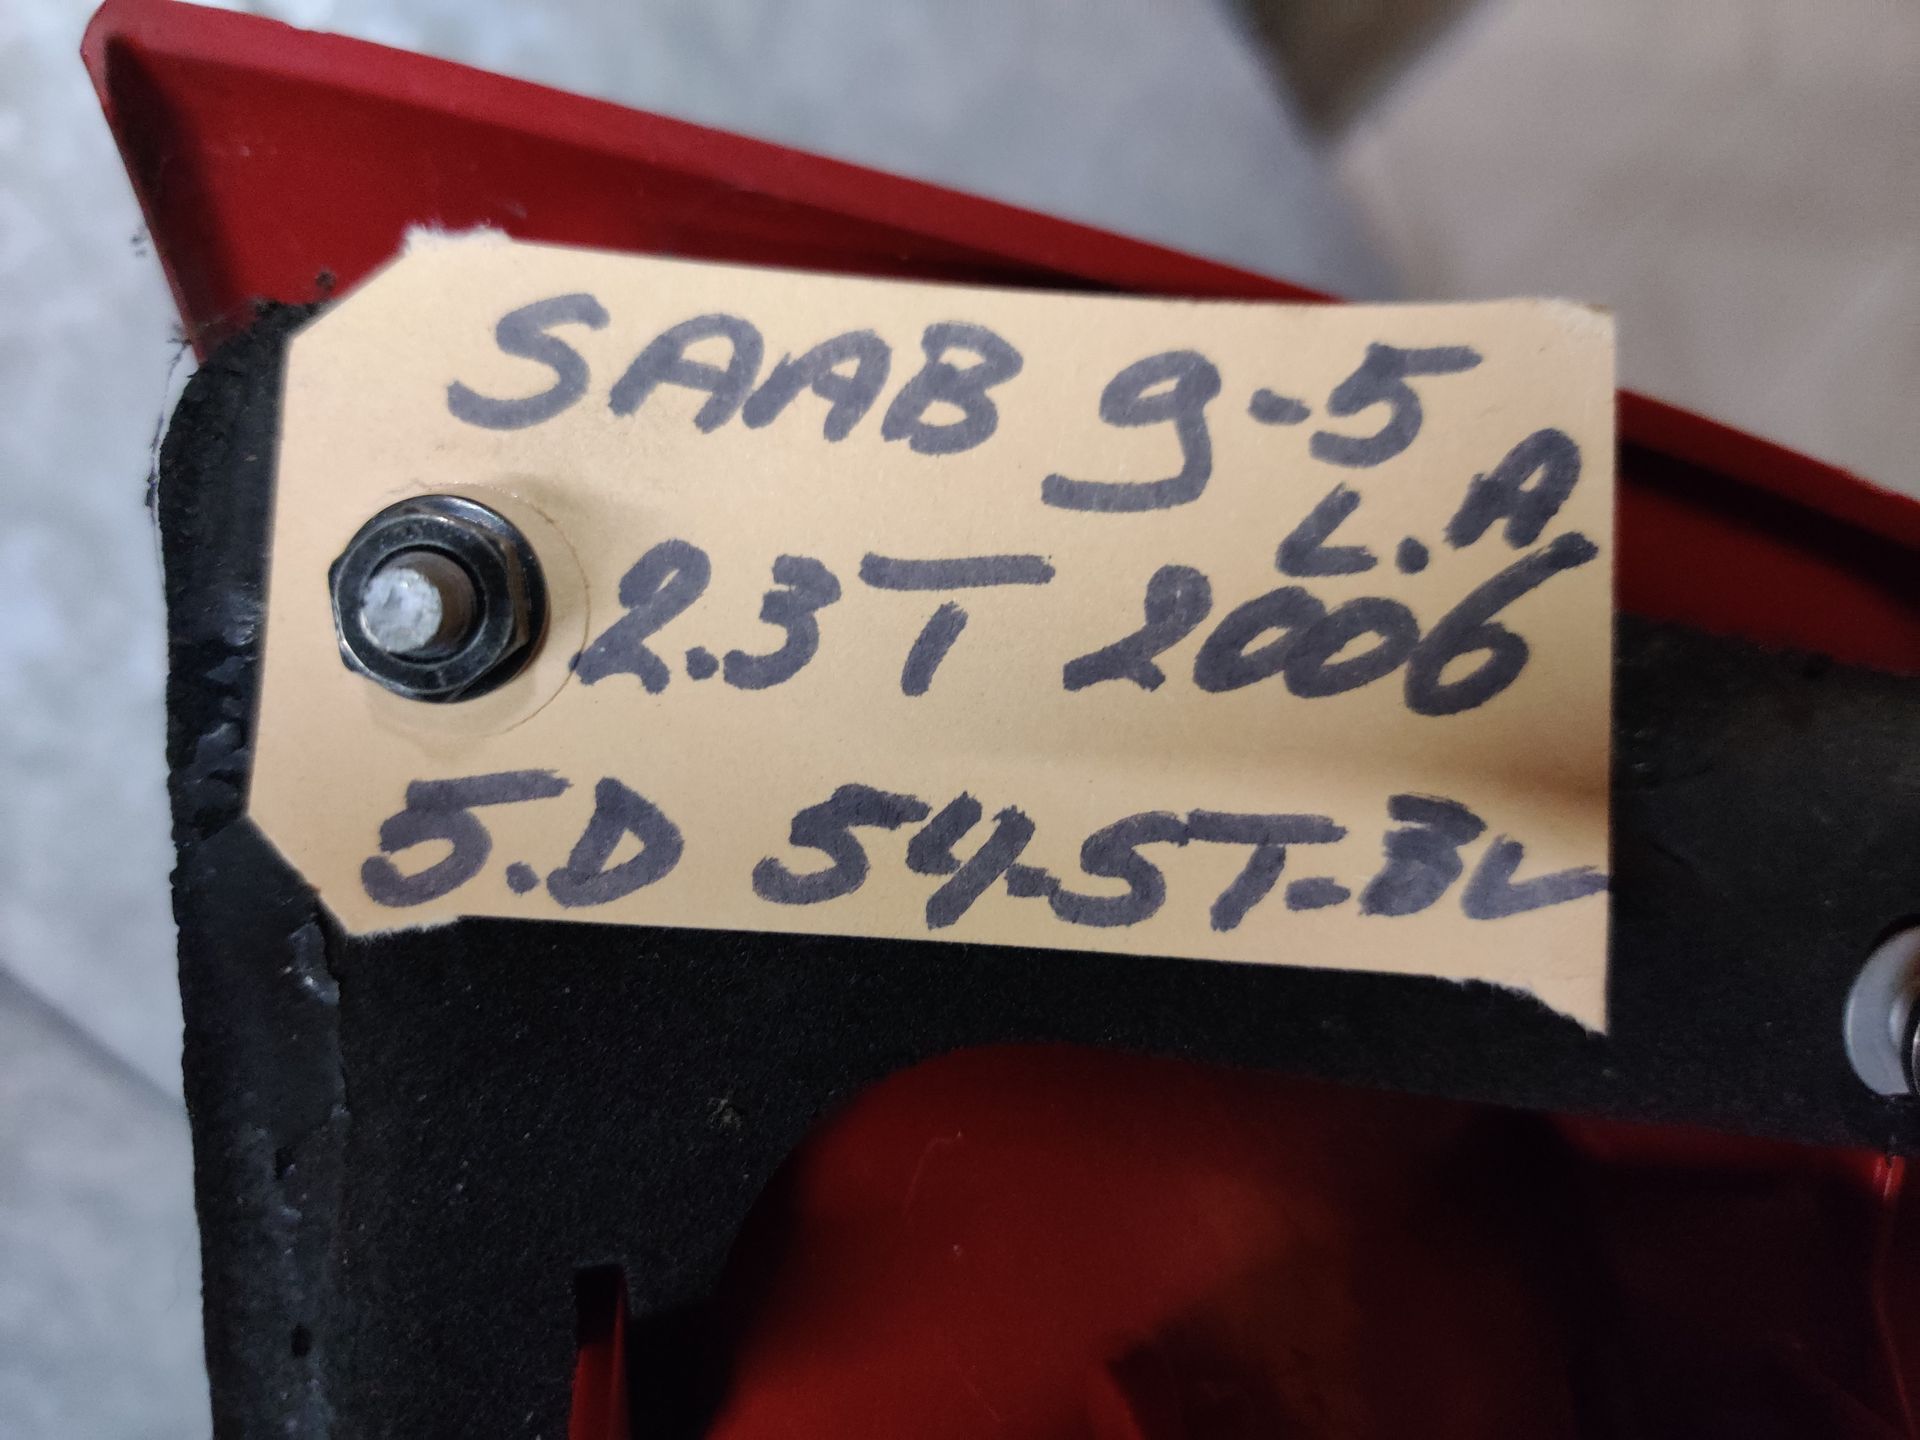 SAAB 9-5
L.A
2.3T 2006
5.D 54-ST-BV